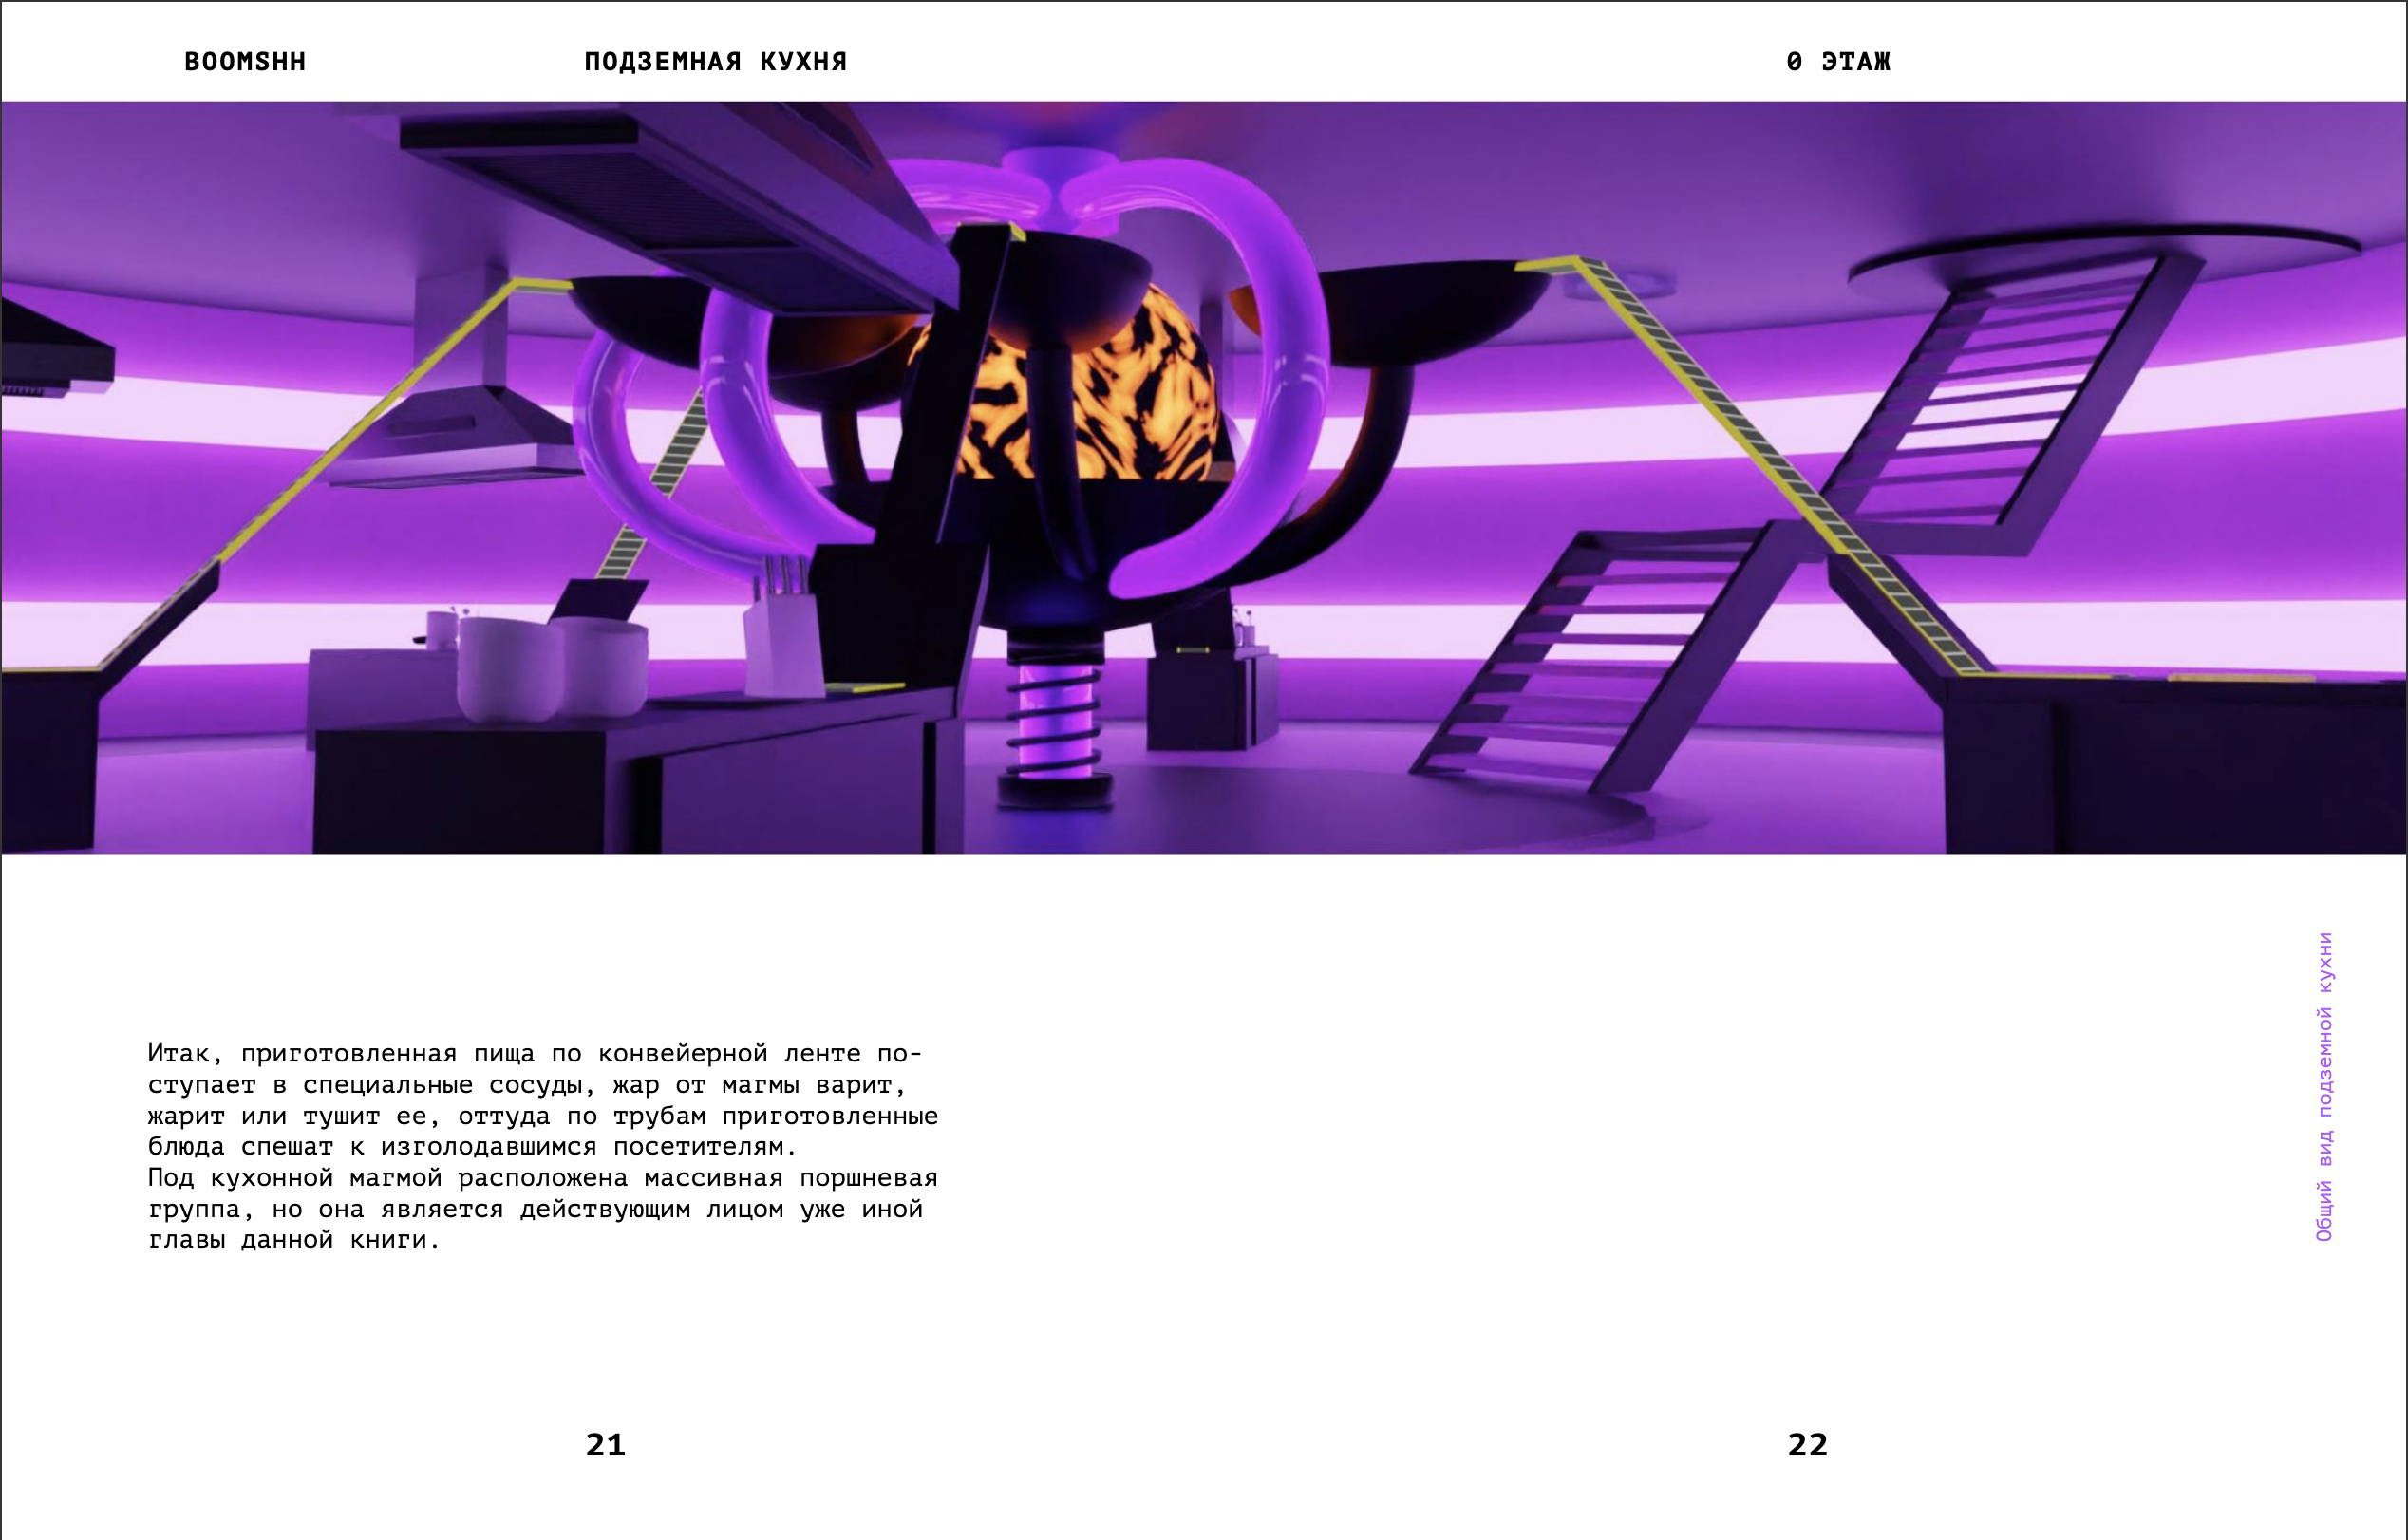 BOOMSHH
ПОДЗЕМНАЯ КУХНЯ
0 ЭТАЖ
Общий вид подземной кухни
Итак, приготовленная пища по конвейерной ленте по-
ступает в специальные сосуды, жар от магмы варит,
жарит или тушит ее, оттуда по трубам приготовленные
блюда спешат к изголодавшимся посетителям.
Под кухонной магмой расположена массивная поршневая
группа, но она является действующим лицом уже иной
главы данной книги.
21
22